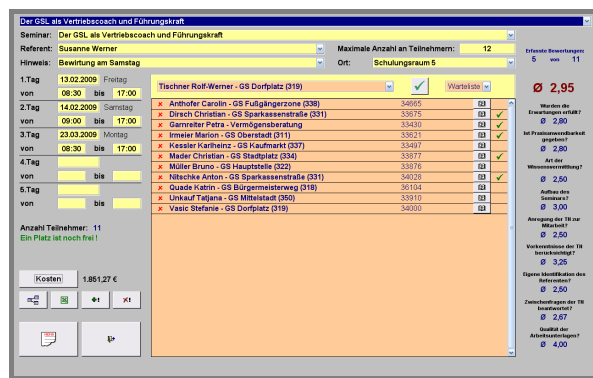 Der GSL als Vertriebscoach und Führungskraft
Seminar: Der GSL als Vertriebscoach und Führungskraft
Referent: Susanne Werner Maximale Anzahl an Teilnehmern: 12
Hinweis: Bewirtung am Samstag Ort: Schulungsraum 5
Erfasste Bewertungen:
5 von 11
1.Tag 13.02.2009 Freitag
von 08:30 bis 17:00
2.Tag 14.02.2009 Samstag
von 09:00 bis 17:00
3.Tag 23.03.2009 Montag
von 08:30 bis 17:00
4.Tag
von bis
5.Tag
von bis
Anzahl Teilnehmer: 11
Ein Platz ist noch frei !
Kosten 1.851,27 €
Tischner Rolf-Werner - GS Dorfplatz (319) Warteliste
Anthofer Carolin - GS Fußgängerzone (338) 34665
Dirsch Christian - GS Sparkassenstraße (331) 33675
Garnreiter Petra - Vermögensberatung 33430
Irmeier Marion - GS Oberstadt (311) 33621
Kessler Karlheinz - GS Kaufmarkt (337) 33497
Mader Christian - GS Stadtplatz (334) 33877
Müller Bruno - GS Hauptstelle (322) 33876
Nitschke Anton - GS Sparkassenstraße (331) 34028
Quade Katrin - GS Bürgermeisterweg (318) 36104
Unkauf Tatjana - GS Mittelstadt (350) 33910
Vasic Stefanie - GS Dorfplatz (319) 34000
Ø 2,95
Wurden die
Erwartungen erfüllt?
Ø 2,80
Ist Praxisanwendbarkeit
gegeben?
Ø 2,80
Art der
Wissensvermittlung?
Ø 2,50
Aufbau des
Seminars?
Ø 3,00
Anregung der TN zur
Mitarbeit?
Ø 2,50
Vorkenntnisse der TN
berücksichtigt?
Ø 3,25
Eigene Identifikation des
Referenten?
Ø 2,50
Zwischenfragen der TN
beantwortet?
Ø 2,67
Qualität der
Arbeitsunterlagen?
Ø 4,00